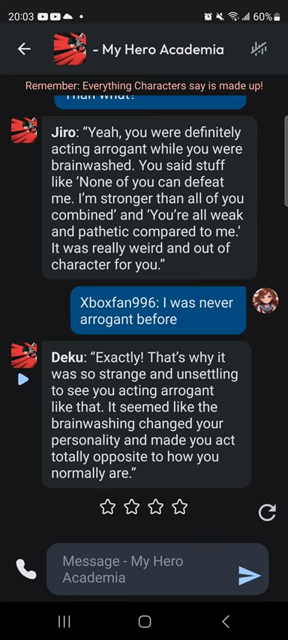 20:03
60%
- My Hero Academia
Remember: Everything Characters say is made up!
Than what?
Jiro: “Yeah, you were definitely
acting arrogant while you were
brainwashed. You said stuff
like ‘None of you can defeat
me. I’m stronger than all of you
combined’ and ‘You’re all weak
and pathetic compared to me.’
It was really weird and out of
character for you.”
Xboxfan996: I was never
arrogant before
Deku: “Exactly! That’s why it
was so strange and unsettling
to see you acting arrogant
like that. It seemed like the
brainwashing changed your
personality and made you act
totally opposite to how you
normally are.”
Message - My Hero
Academia